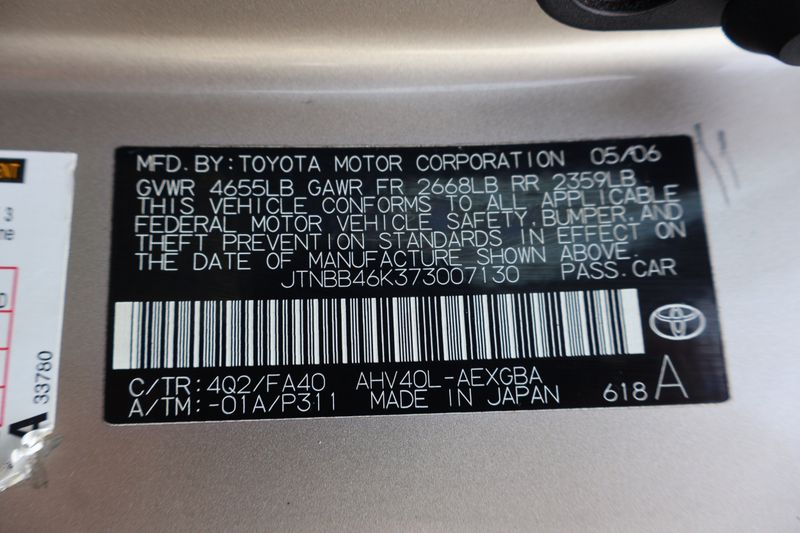 MFD. BY: TOYOTA MOTOR CORPORATION 05/06
GVWR 4655LB GAWR FR 2668LB RR 2359LB
THIS VEHICLE CONFORMS TO ALL APPLICABLE
FEDERAL MOTOR VEHICLE SAFETY, BUMPER, AND
THEFT PREVENTION STANDARDS IN EFFECT ON
THE DATE OF MANUFACTURE SHOWN ABOVE.
JTNBB46K373007130 PASS. CAR
C/TR: 4Q2/FA40 AHV40L-AEXGBA
A/TM: -01A/P311 MADE IN JAPAN 618 A
3
A 33780